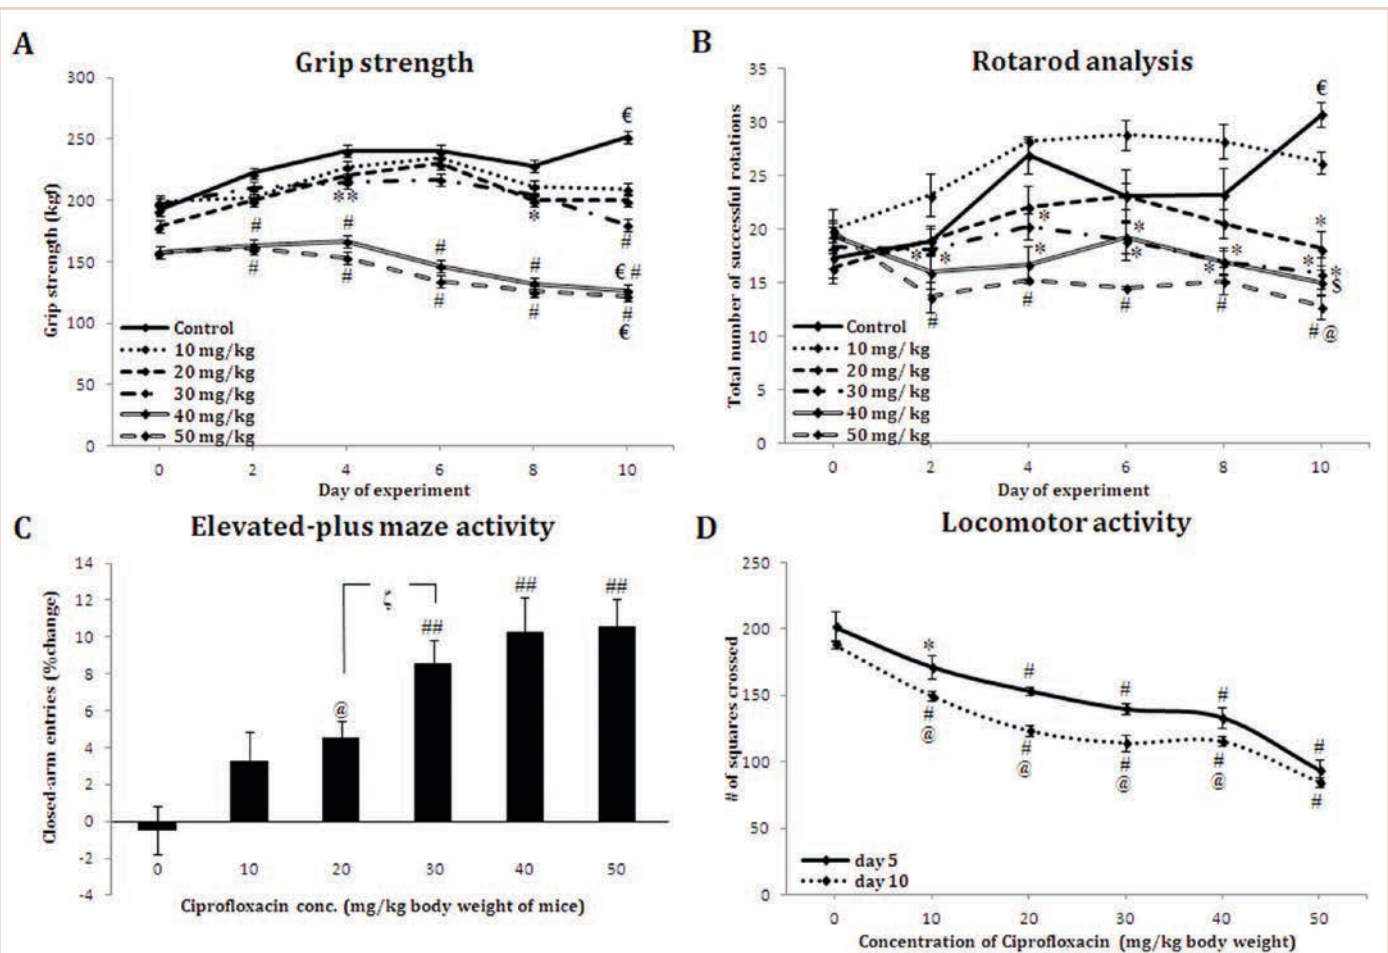 A
Grip strength
300
250
200
150
100
50
0
Grip strength (kgf)
€
**
*
#
#
#
#
#
€ #
#
#
#
#
#
€
Control
10 mg/kg
20 mg/kg
30 mg/kg
40 mg/kg
50 mg/kg
0 2 4 6 8 10
Day of experiment
B
Rotarod analysis
35
30
25
20
15
10
5
0
Total number of successful rotations
€
*
*
*
*
*
*
*
*
*
*
*
$
#
#
#
#
# @
Control
10 mg/ kg
20 mg/ kg
30 mg/ kg
40 mg/ kg
50 mg/ kg
0 2 4 6 8 10
Day of experiment
C
Elevated-plus maze activity
14
12
10
8
6
4
2
0
-2
-4
Closed-arm entries (%change)
ζ
@
##
##
##
0 10 20 30 40 50
Ciprofloxacin conc. (mg/kg body weight of mice)
D
Locomotor activity
250
200
150
100
50
0
# of squares crossed
*
#
#
#
#
#
@
#
@
#
@
#
@
#
day 5
day 10
0 10 20 30 40 50
Concentration of Ciprofloxacin (mg/kg body weight)